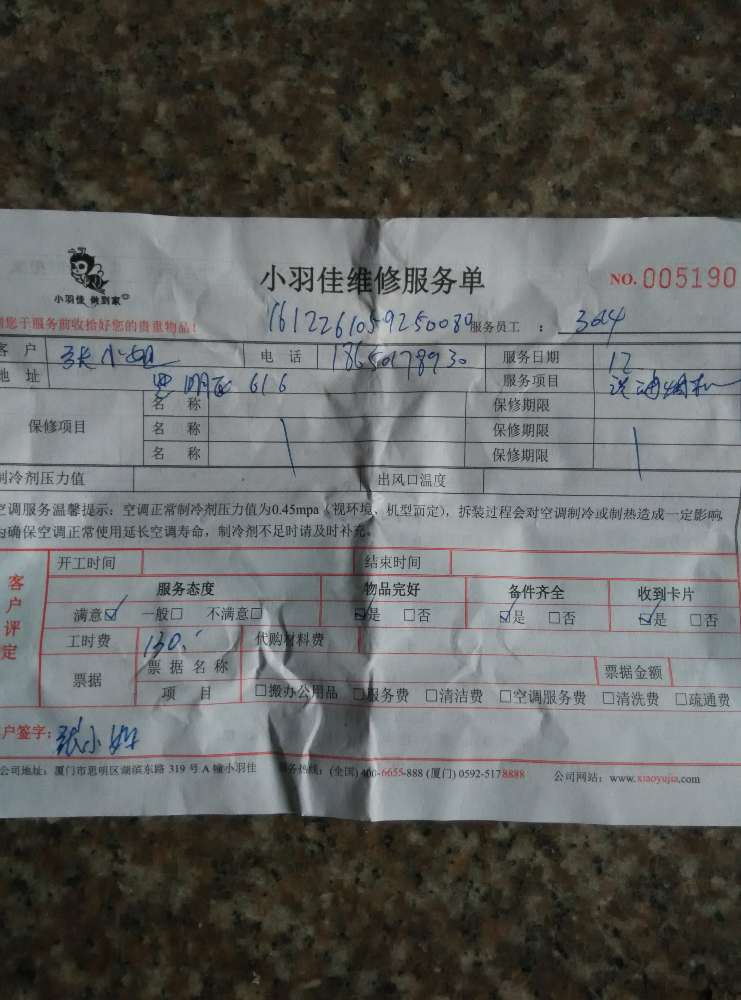 小羽佳 做到家
小羽佳维修服务单
NO. 005190
您于服务前收拾好您的贵重物品!
1612261059250080 服务员工 : 304
客 户 张小姐 电 话 18650178930 服务日期 12
地 址 思明区 616 服务项目 洗油烟机
保修项目 名 称 保修期限
名 称 保修期限
名 称 保修期限
制冷剂压力值 出风口温度
空调服务温馨提示: 空调正常制冷剂压力值为0.45mpa(视环境、机型而定), 拆装过程会对空调制冷或制热造成一定影响,
为确保空调正常使用延长空调寿命, 制冷剂不足时请及时补充。
客户评定
开工时间 结束时间
服务态度 物品完好 备件齐全 收到卡片
满意☑ 一般□ 不满意□ ☑是 □否 ☑是 □否 ☑是 □否
工时费 130. 代购材料费
票据 票据名称 票据金额
项 目 □搬办公用品 □服务费 □清洁费 □空调服务费 □清洗费 □疏通费
户签字: 张小姐
公司地址: 厦门市思明区湖滨东路 319 号 A 幢小羽佳 服务热线: (全国) 400-6655-888 (厦门) 0592-5178888 公司网站: www.xiaoyujia.com